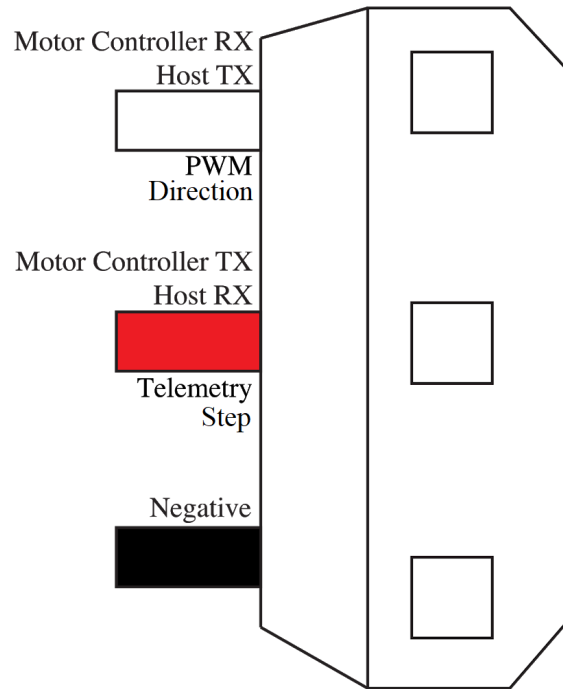 Motor Controller RX
Host TX
PWM
Direction
Motor Controller TX
Host RX
Telemetry
Step
Negative